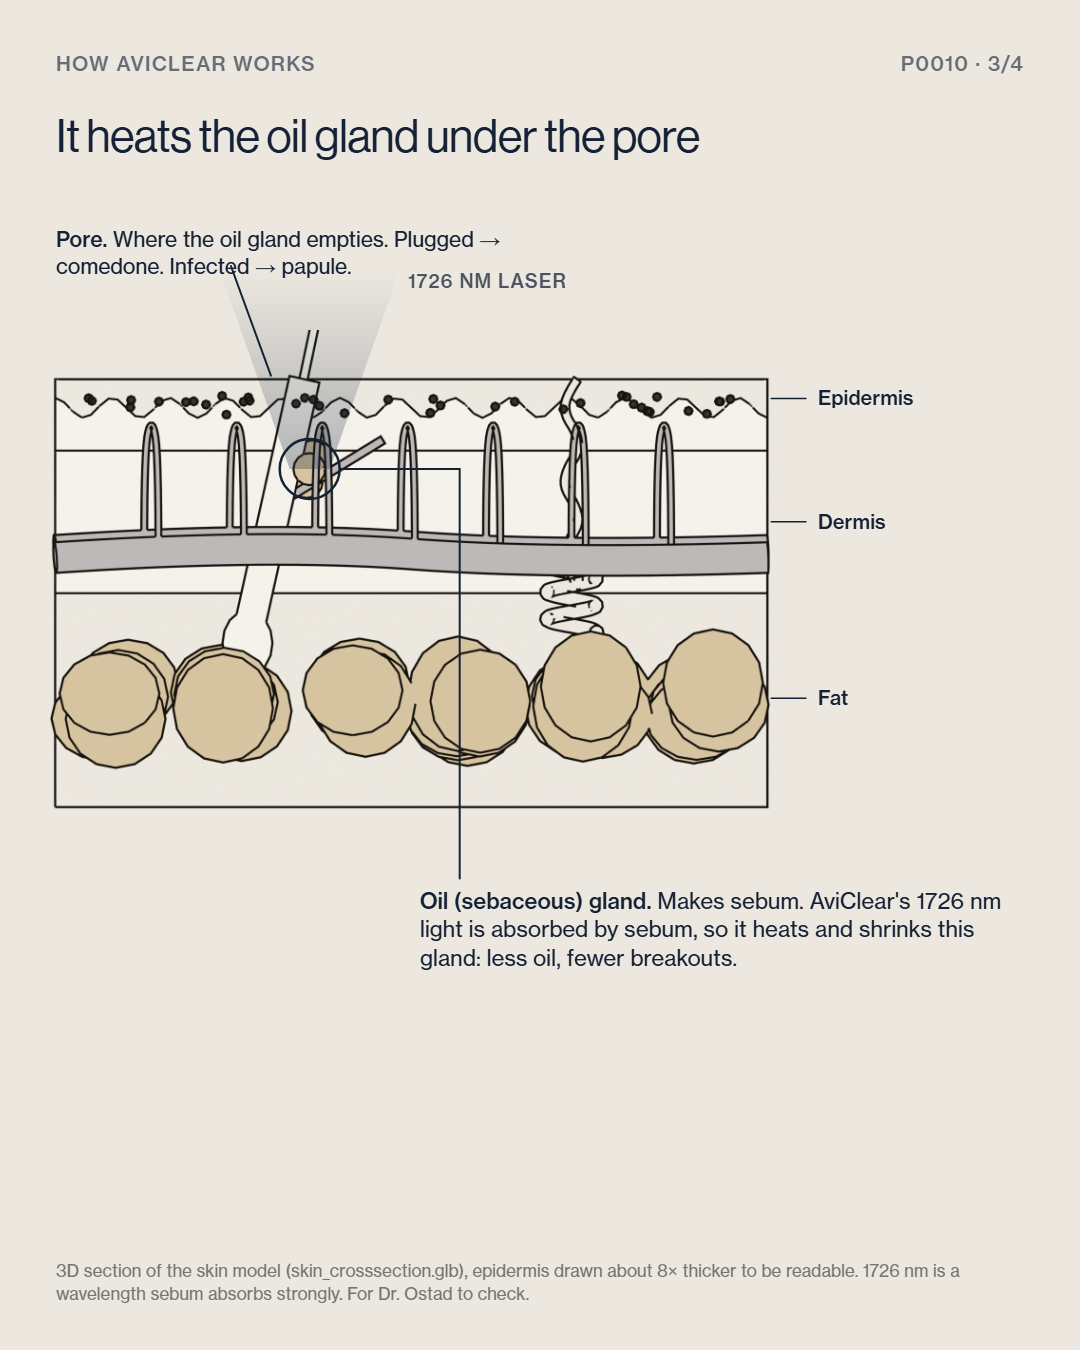 HOW AVICLEAR WORKS
P0010 · 3/4
It heats the oil gland under the pore
Pore. Where the oil gland empties. Plugged →
comedone. Infected → papule.
1726 NM LASER
Epidermis
Dermis
Fat
Oil (sebaceous) gland. Makes sebum. AviClear's 1726 nm
light is absorbed by sebum, so it heats and shrinks this
gland: less oil, fewer breakouts.
3D section of the skin model (skin_crosssection.glb), epidermis drawn about 8× thicker to be readable. 1726 nm is a
wavelength sebum absorbs strongly. For Dr. Ostad to check.